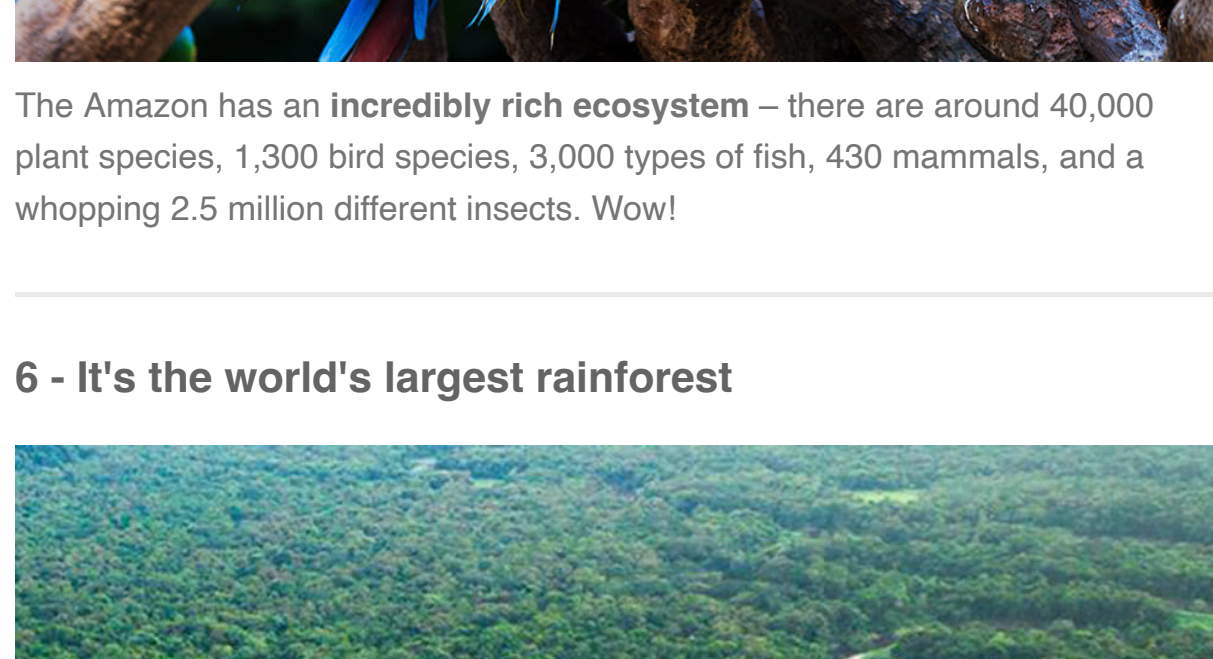 The Amazon has an incredibly rich ecosystem – there are around 40,000
plant species, 1,300 bird species, 3,000 types of fish, 430 mammals, and a
whopping 2.5 million different insects. Wow!
6 - It's the world's largest rainforest